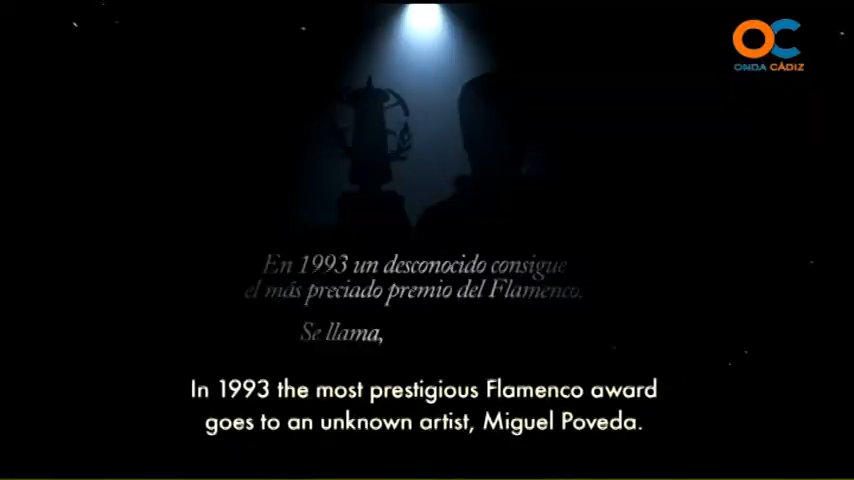 OC
ONDA CÁDIZ
En 1993 un desconocido consigue
el más preciado premio del Flamenco.
Se llama,
In 1993 the most prestigious Flamenco award
goes to an unknown artist, Miguel Poveda.